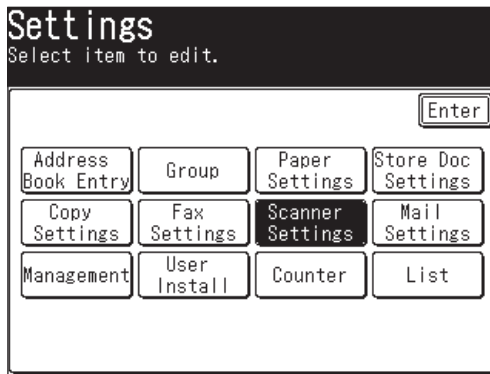 Settings
Select item to edit.
Enter
Address
Book Entry
Group
Paper
Settings
Store Doc
Settings
Copy
Settings
Fax
Settings
Scanner
Settings
Mail
Settings
Management
User
Install
Counter
List